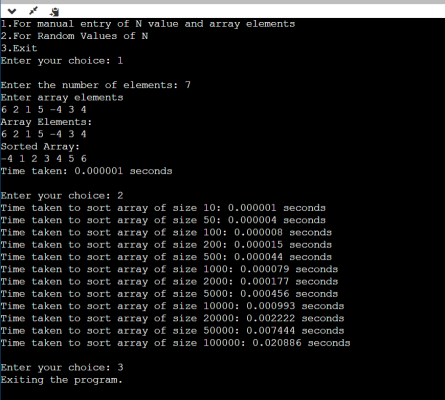 1.For manual entry of N value and array elements
2.For Random Values of N
3.Exit
Enter your choice: 1
Enter the number of elements: 7
Enter array elements
6 2 1 5 -4 3 4
Array Elements:
6 2 1 5 -4 3 4
Sorted Array:
-4 1 2 3 4 5 6
Time taken: 0.000001 seconds
Enter your choice: 2
Time taken to sort array of size 10: 0.000001 seconds
Time taken to sort array of size 50: 0.000004 seconds
Time taken to sort array of size 100: 0.000008 seconds
Time taken to sort array of size 200: 0.000015 seconds
Time taken to sort array of size 500: 0.000044 seconds
Time taken to sort array of size 1000: 0.000079 seconds
Time taken to sort array of size 2000: 0.000177 seconds
Time taken to sort array of size 5000: 0.000456 seconds
Time taken to sort array of size 10000: 0.000993 seconds
Time taken to sort array of size 20000: 0.002222 seconds
Time taken to sort array of size 50000: 0.007444 seconds
Time taken to sort array of size 100000: 0.020886 seconds
Enter your choice: 3
Exiting the program.